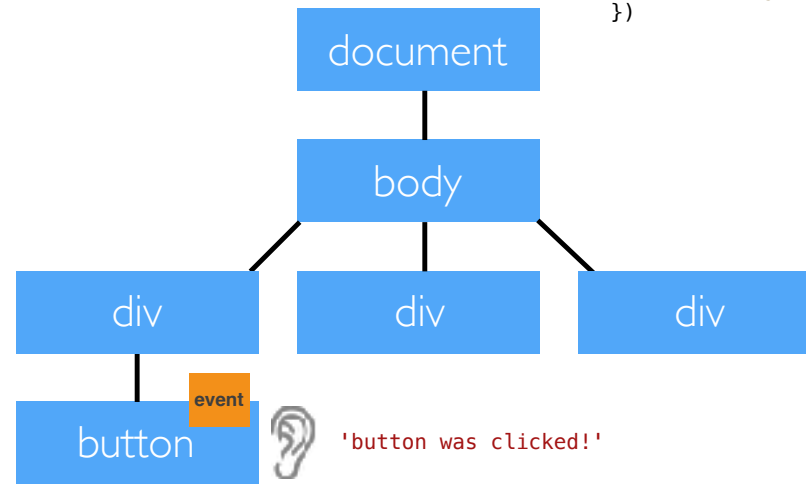 })
document
body
div
div
div
event
button
'button was clicked!'